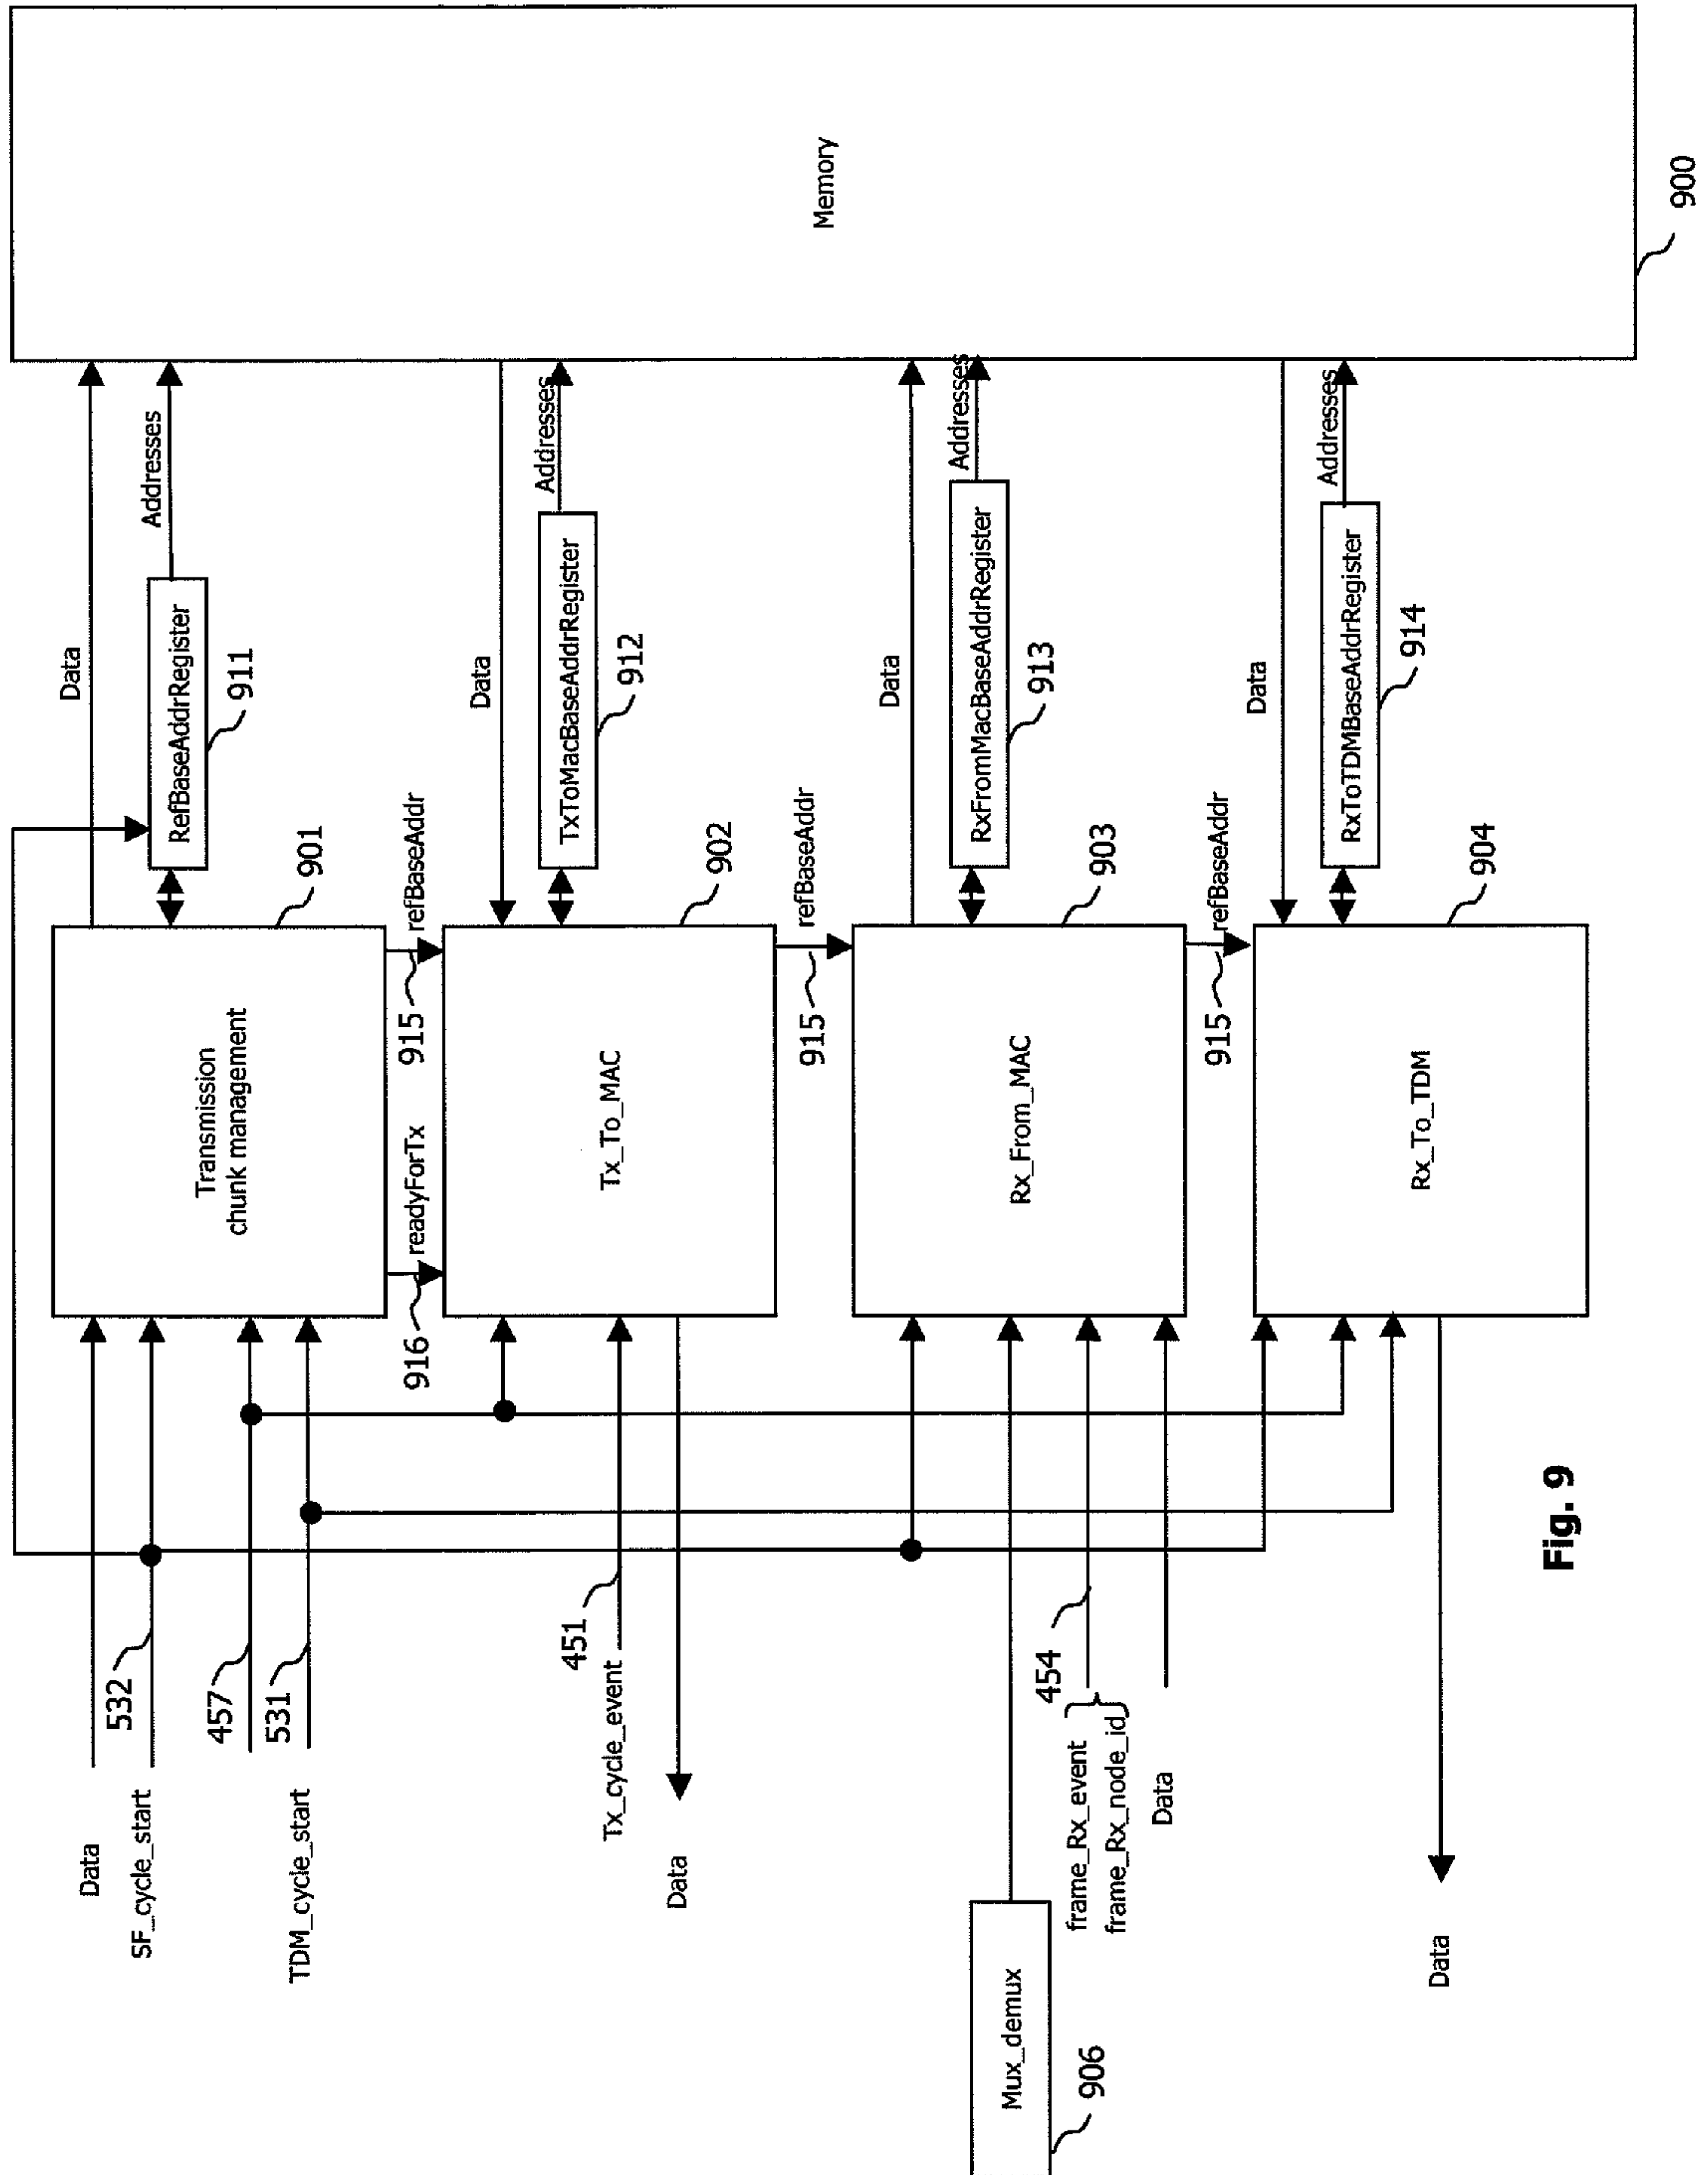 Memory
900
Data
Addresses
RefBaseAddrRegister
911
Data
Addresses
TxToMacBaseAddrRegister
912
Data
Addresses
RxFromMacBaseAddrRegister
913
Data
Addresses
RxToTDMBaseAddrRegister
914
Transmission
chunk management
901
refBaseAddr
915
readyForTx
916
Tx_To_MAC
902
refBaseAddr
915
Rx_From_MAC
903
refBaseAddr
915
Rx_To_TDM
904
Data
SF_cycle_start
532
457
TDM_cycle_start
531
Tx_cycle_event
451
Data
Mux_demux
906
frame_Rx_event
frame_Rx_node_id
454
Data
Data
Fig. 9